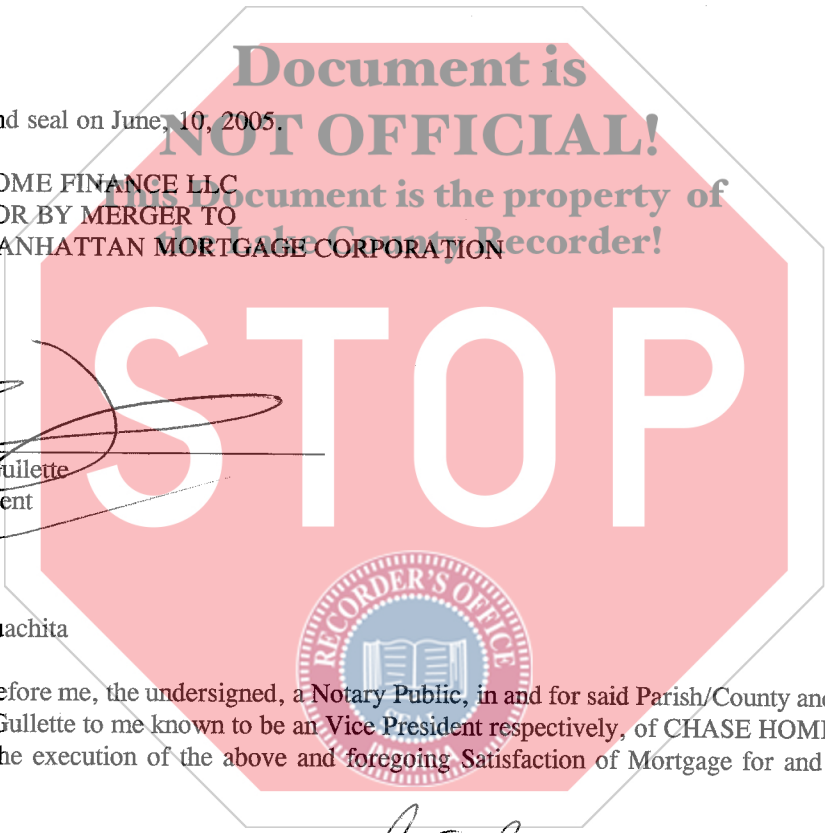 Document is
nd seal on June, 10, 2005.
NOT OFFICIAL!
OME FINANCE LLC
This Document is the property of
OR BY MERGER TO
the Lake County Recorder!
ANHATTAN MORTGAGE CORPORATION
STOP
ullette
ent
RECORDER'S OFFICE
uachita
efore me, the undersigned, a Notary Public, in and for said Parish/County and
Gullette to me known to be an Vice President respectively, of CHASE HOM
he execution of the above and foregoing Satisfaction of Mortgage for and
INDIANA